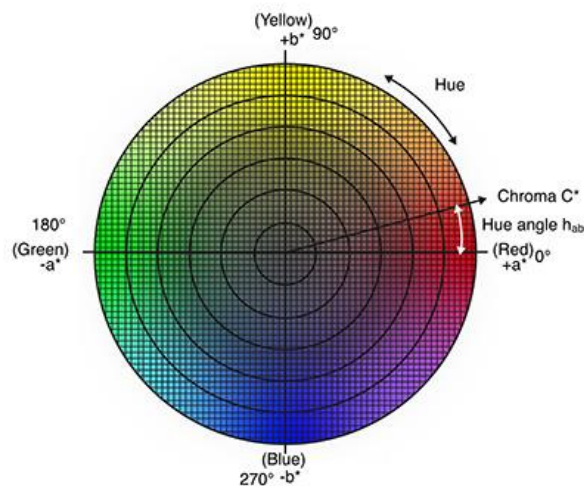 (Yellow)
+b* 90°
Hue
Chroma C*
Hue angle hab
180°
(Green)
-a*
(Red) 0°
+a*
(Blue)
270° -b*